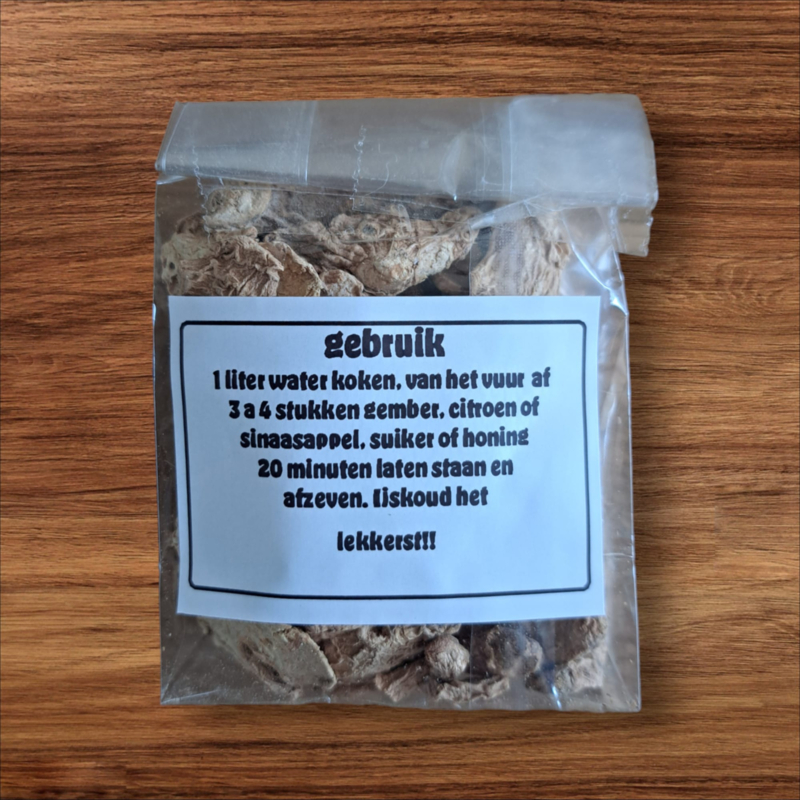 gebruik
1 liter water koken, van het vuur af
3 a 4 stukken gember, citroen of
sinaasappel, suiker of honing
20 minuten laten staan en
afzeven. IJskoud het
lekkerst!!